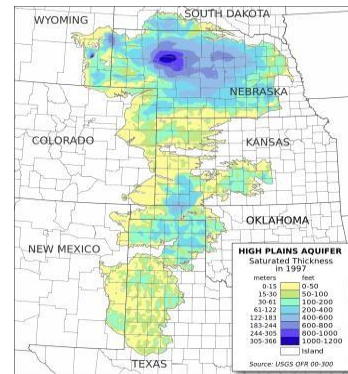 WYOMING
SOUTH DAKOTA
NEBRASKA
COLORADO
KANSAS
OKLAHOMA
NEW MEXICO
TEXAS
HIGH PLAINS AQUIFER
Saturated Thickness
in 1997
meters feet
0-15 0-50
15-30 50-100
30-61 100-200
61-122 200-400
122-183 400-600
183-244 600-800
244-305 800-1000
305-366 1000-1200
Island
Source: USGS OFR 00-300